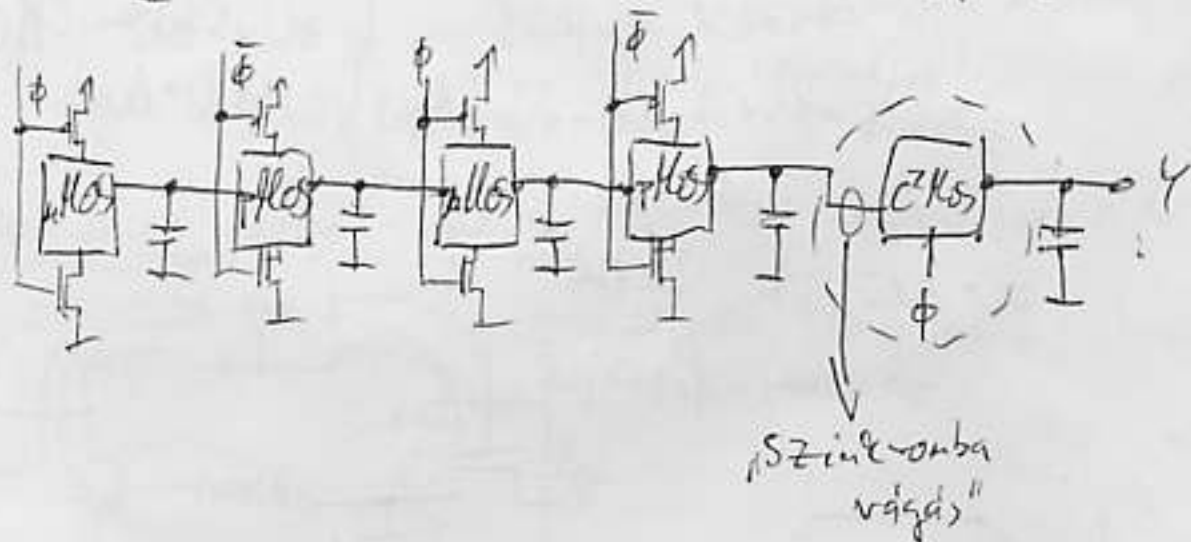 ϕ ϕ̅ ϕ ϕ̅
nMOS pMOS nMOS pMOS C²MOS Y
ϕ
„Szinkronba
vágás"